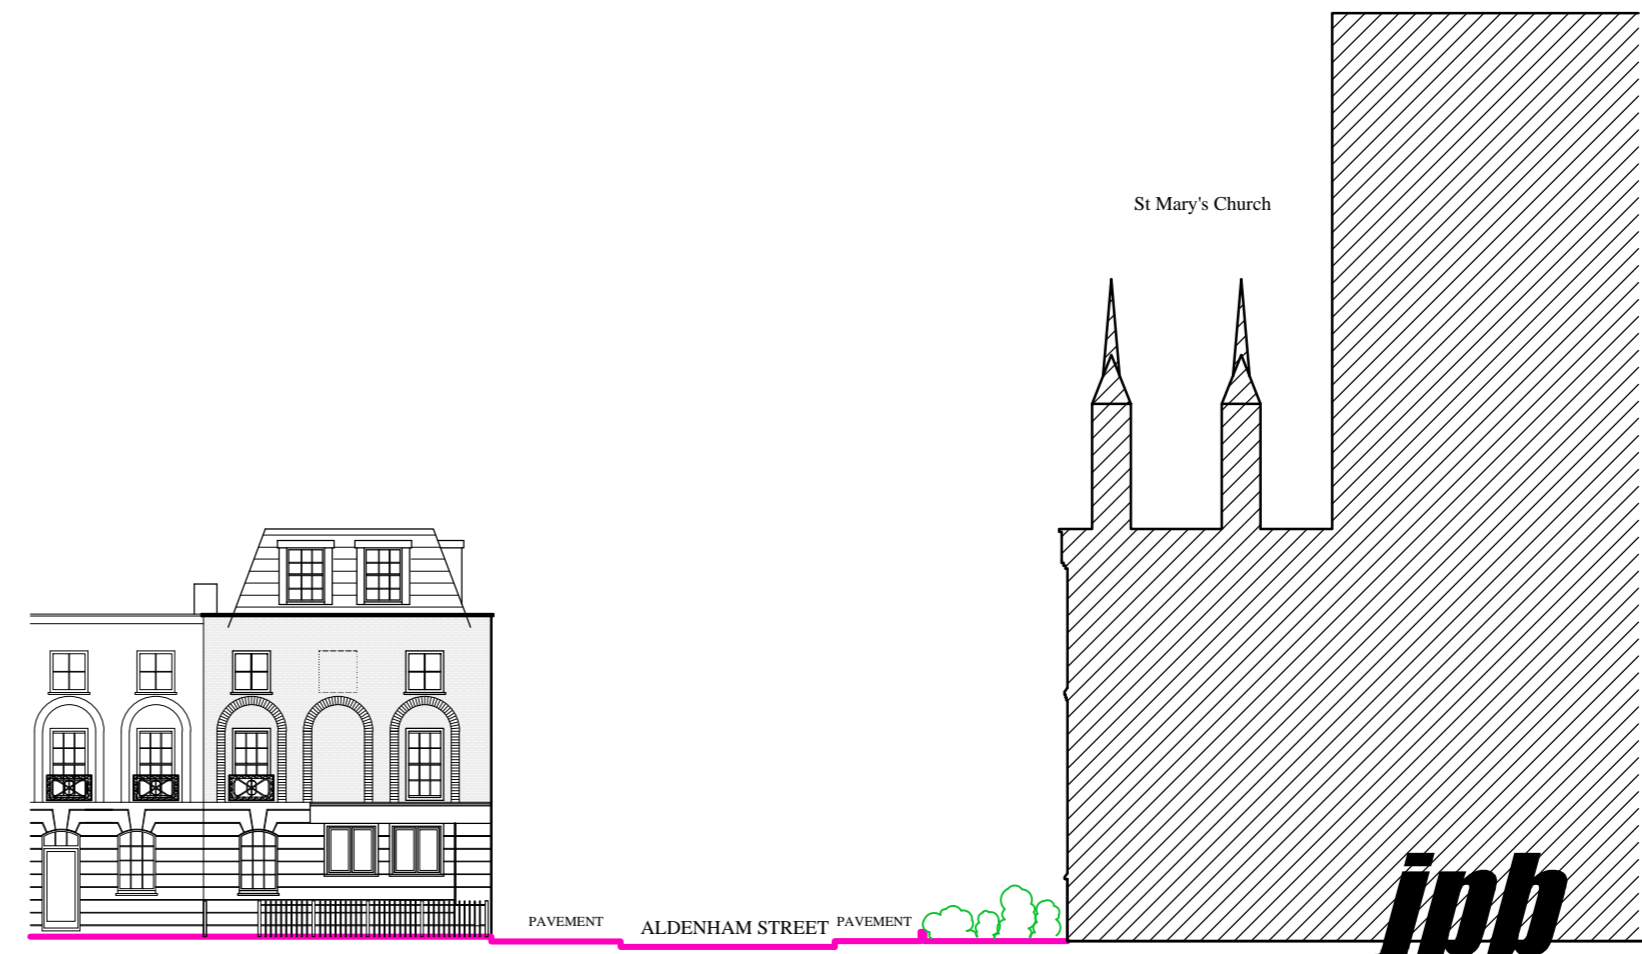 St Mary's Church
PAVEMENT
ALDENHAM STREET
PAVEMENT
ipb